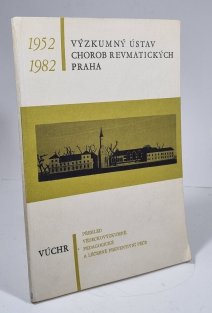 1952
1982
VÝZKUMNÝ ÚSTAV
CHOROB REVMATICKÝCH
PRAHA
VÚCHR
PŘEHLED
VĚDECKOVÝZKUMNÉ,
PEDAGOGICKÉ
A LÉČEBNĚ PREVENTIVNÍ PÉČE